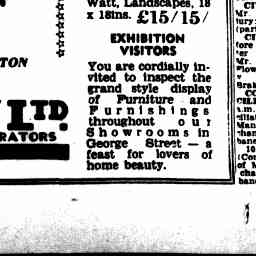 Watt, Landscapes, 18
x 18ins. £15/15/
EXHIBITION
VISITORS
You are cordially in-
vited to inspect the
grand style display
of Furniture and
Furnishings
throughout our
Showrooms in
George Street — a
feast for lovers of
home beauty.
TON
LTD.
RATORS